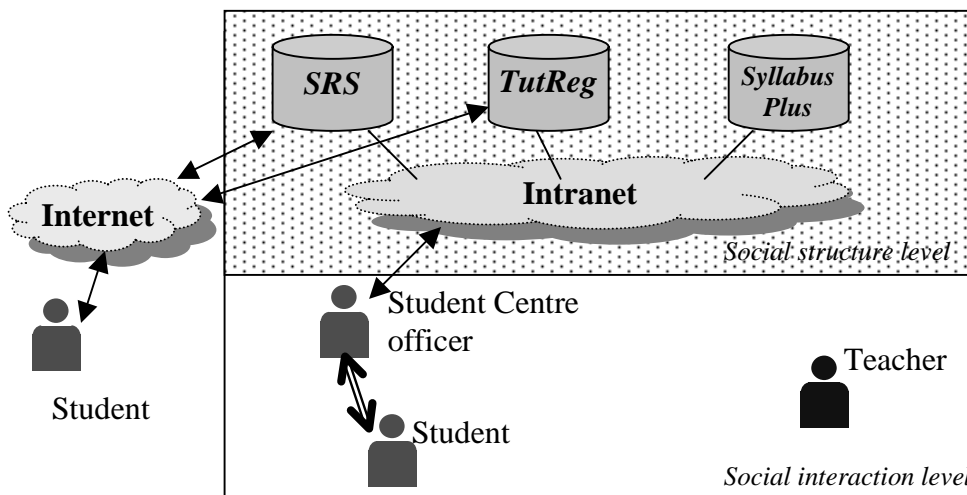 SRS
TutReg
Syllabus
Plus
Internet
Intranet
Social structure level
Student Centre
officer
Teacher
Student
Student
Social interaction level